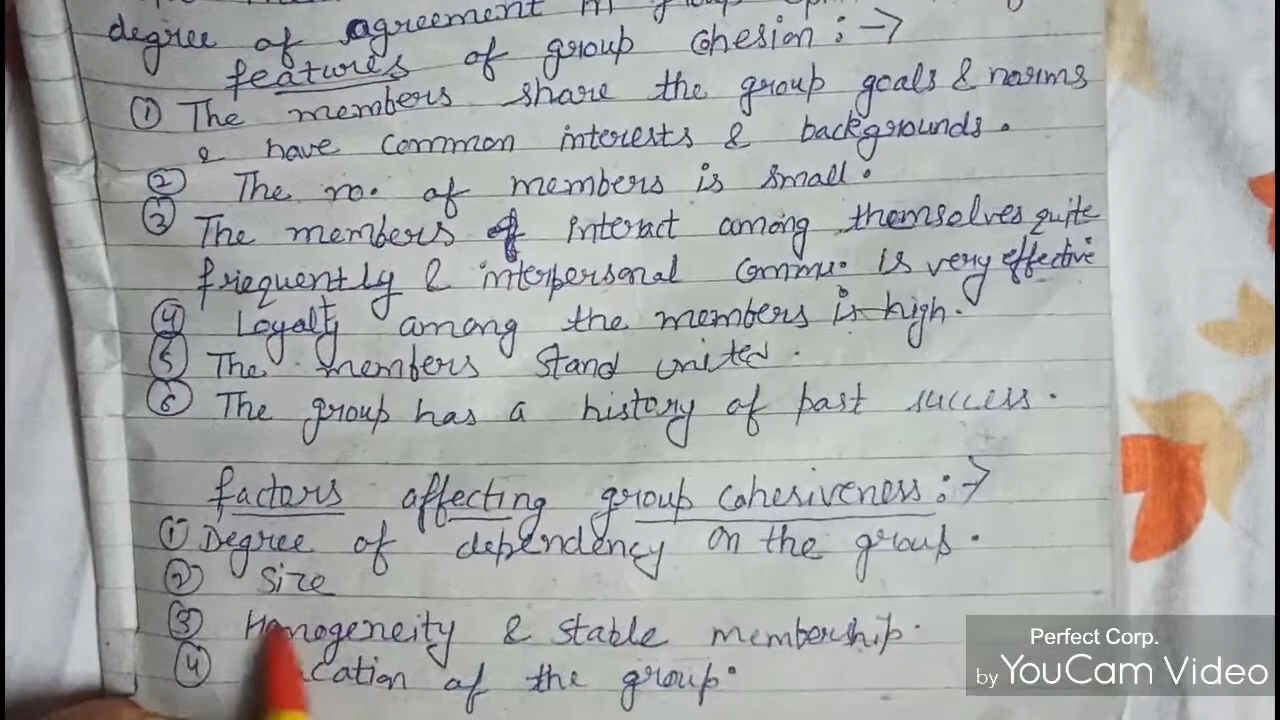 degree of agreement in group
features of group cohesion :->
① The members share the group goals & norms
& have common interests & backgrounds.
② The no. of members is small.
③ The members interact among themselves quite
frequently & interpersonal commu. is very effective
④ Loyalty among the members is high.
⑤ The members stand united.
⑥ The group has a history of past success.
factors affecting group cohesiveness :->
① Degree of dependency on the group.
② Size
③ Homogeneity & stable membership.
④ cation of the group.
Perfect Corp.
by YouCam Video